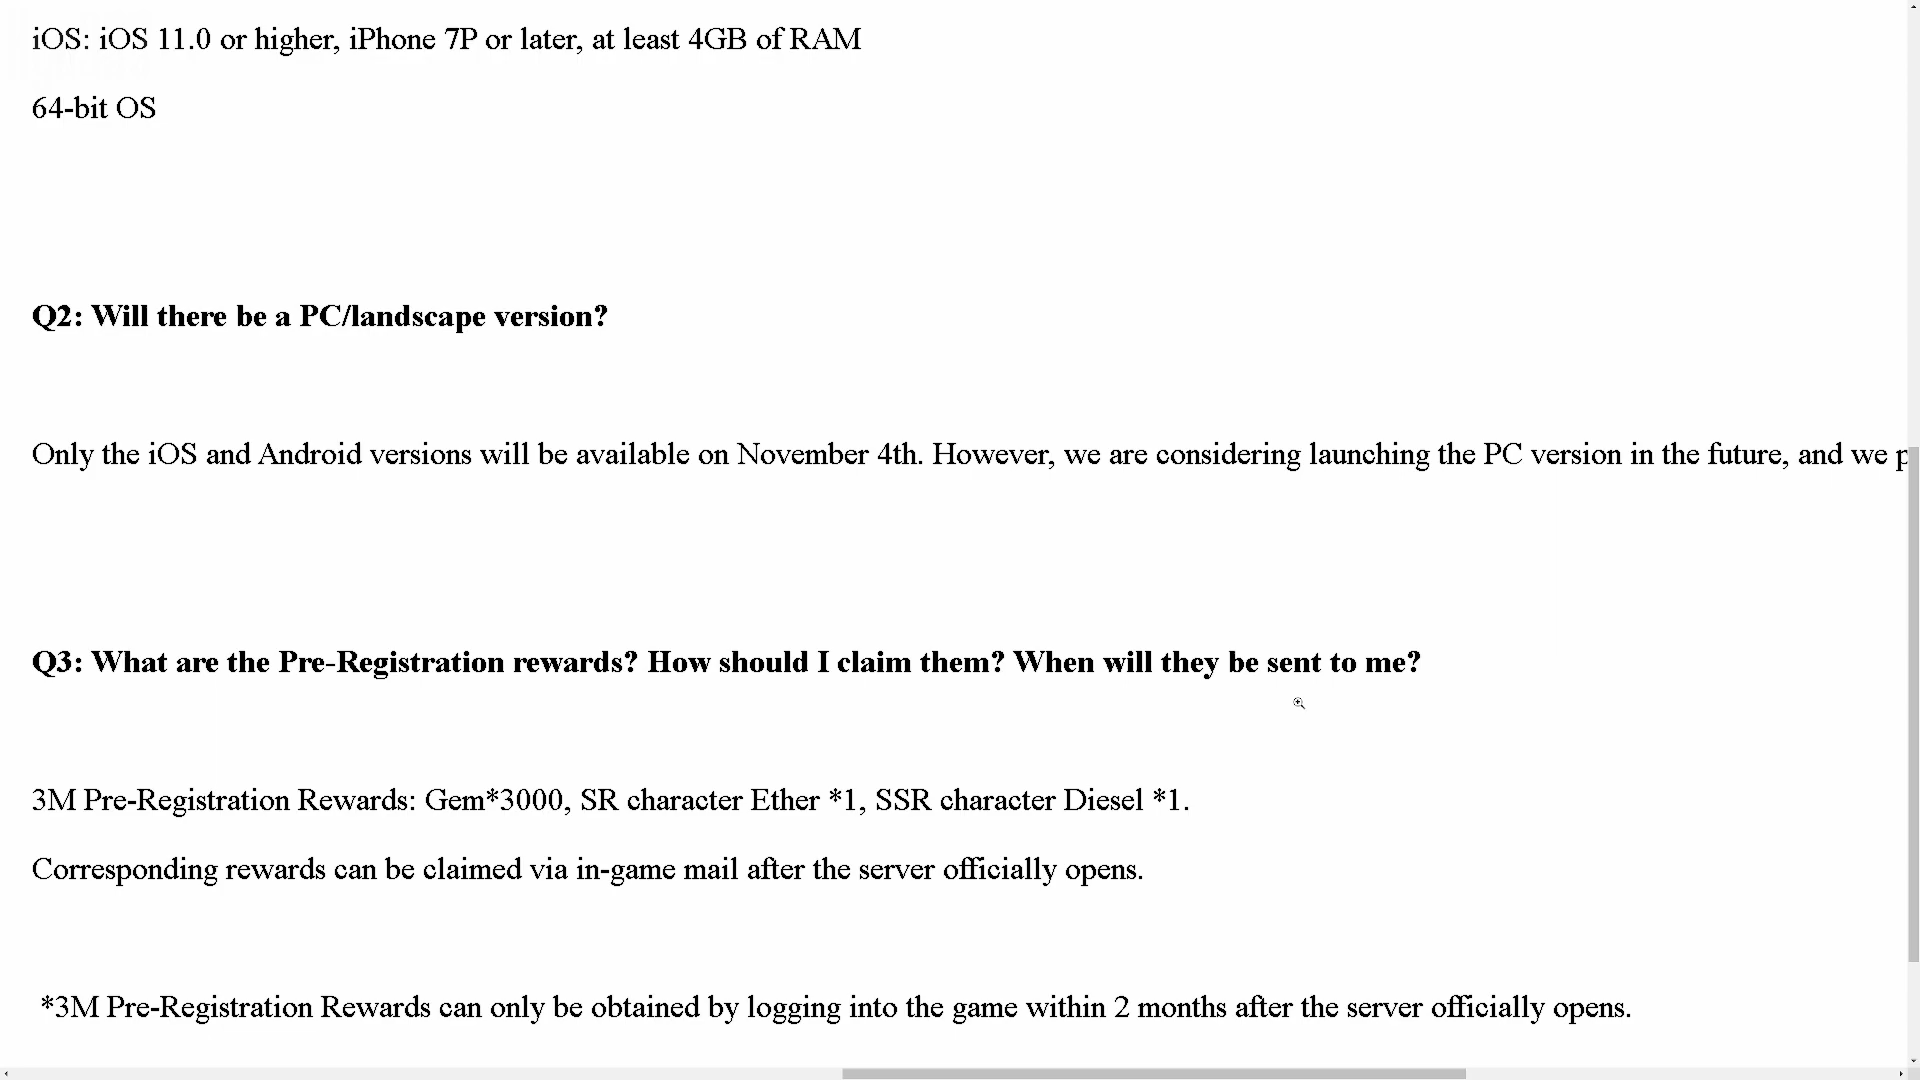 iOS: iOS 11.0 or higher, iPhone 7P or later, at least 4GB of RAM
64-bit OS
Q2: Will there be a PC/landscape version?
Only the iOS and Android versions will be available on November 4th. However, we are considering launching the PC version in the future, and we
Q3: What are the Pre-Registration rewards? How should I claim them? When will they be sent to me?
3M Pre-Registration Rewards: Gem*3000, SR character Ether *1, SSR character Diesel *1.
Corresponding rewards can be claimed via in-game mail after the server officially opens.
*3M Pre-Registration Rewards can only be obtained by logging into the game within 2 months after the server officially opens.